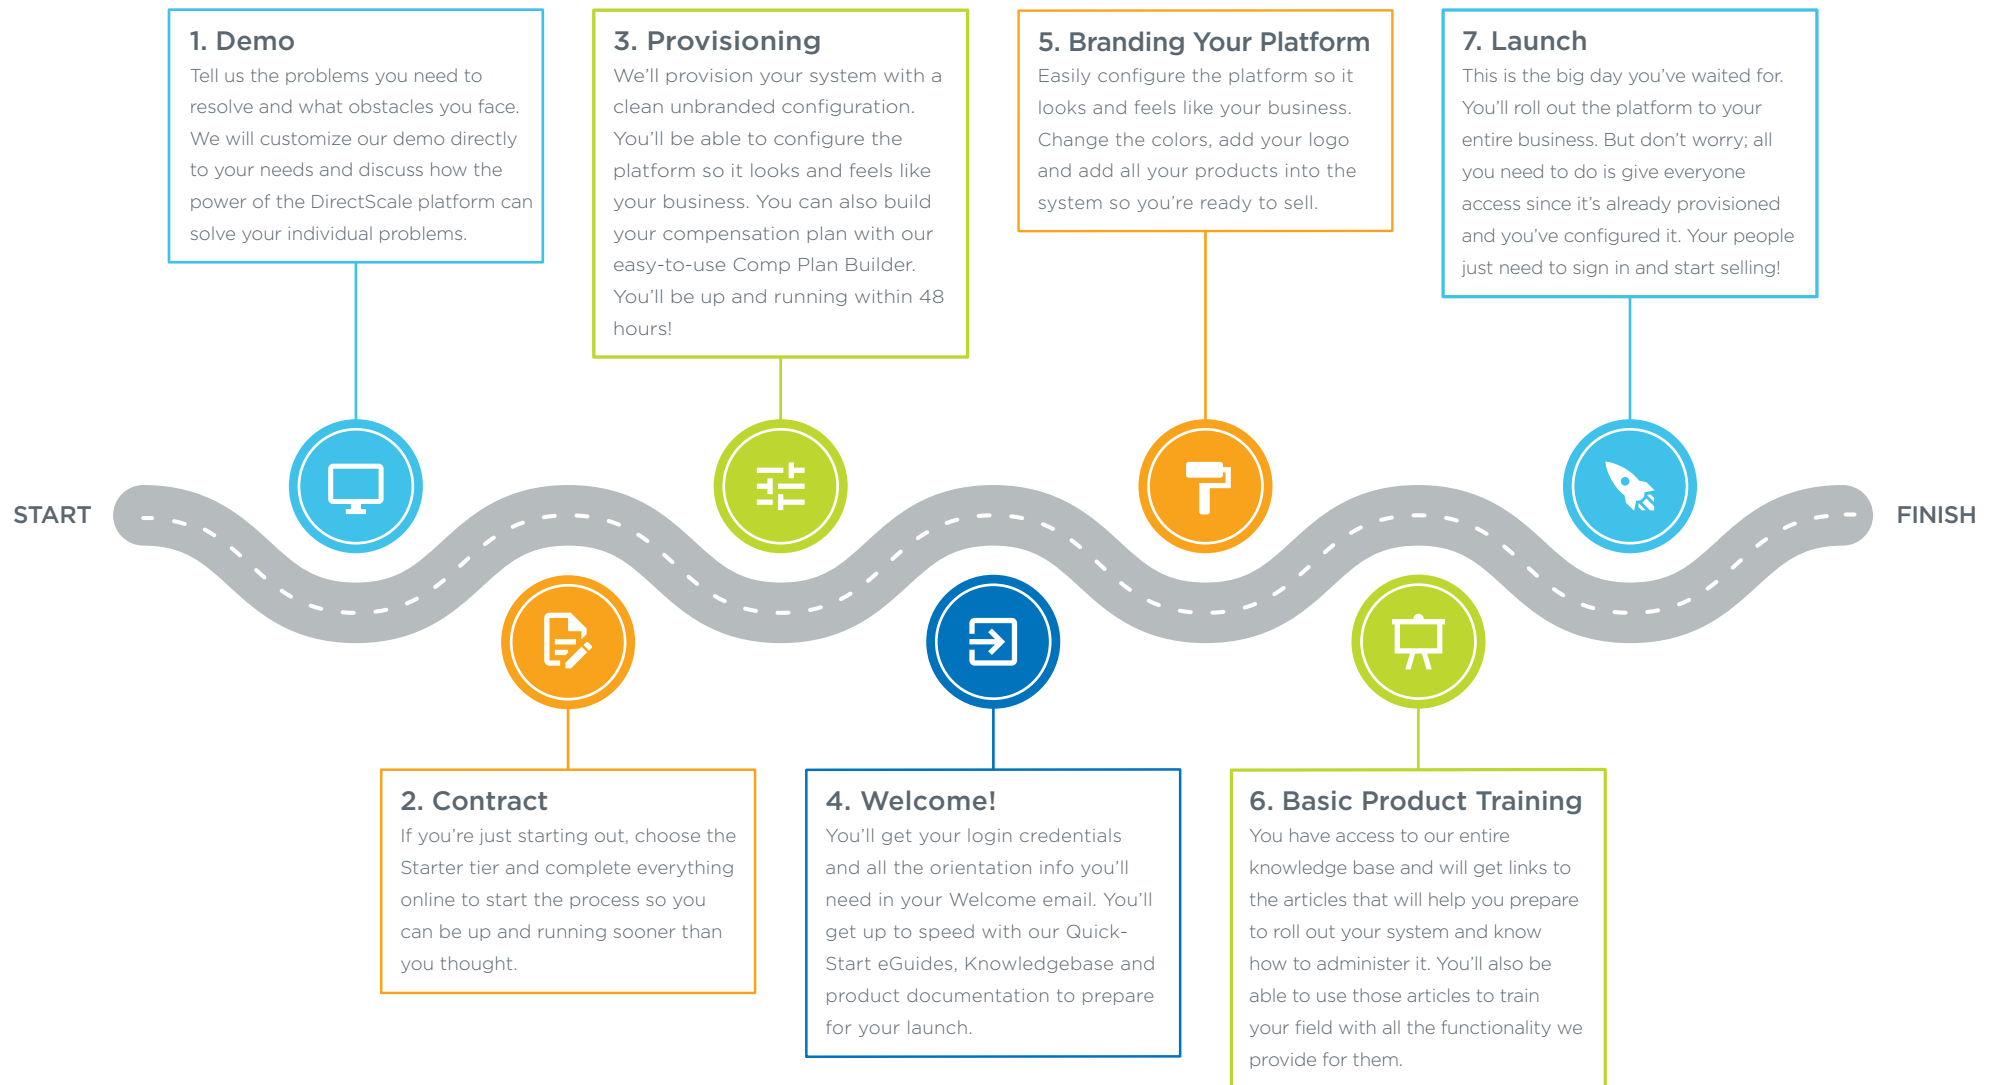 START
1. Demo
Tell us the problems you need to
resolve and what obstacles you face.
We will customize our demo directly
to your needs and discuss how the
power of the DirectScale platform can
solve your individual problems.
2. Contract
If you’re just starting out, choose the
Starter tier and complete everything
online to start the process so you
can be up and running sooner than
you thought.
3. Provisioning
We’ll provision your system with a
clean unbranded configuration.
You’ll be able to configure the
platform so it looks and feels like
your business. You can also build
your compensation plan with our
easy-to-use Comp Plan Builder.
You’ll be up and running within 48
hours!
4. Welcome!
You’ll get your login credentials
and all the orientation info you’ll
need in your Welcome email. You’ll
get up to speed with our Quick-
Start eGuides, Knowledgebase and
product documentation to prepare
for your launch.
5. Branding Your Platform
Easily configure the platform so it
looks and feels like your business.
Change the colors, add your logo
and add all your products into the
system so you’re ready to sell.
6. Basic Product Training
You have access to our entire
knowledge base and will get links to
the articles that will help you prepare
to roll out your system and know
how to administer it. You’ll also be
able to use those articles to train
your field with all the functionality we
provide for them.
7. Launch
This is the big day you’ve waited for.
You’ll roll out the platform to your
entire business. But don’t worry; all
you need to do is give everyone
access since it’s already provisioned
and you’ve configured it. Your people
just need to sign in and start selling!
FINISH